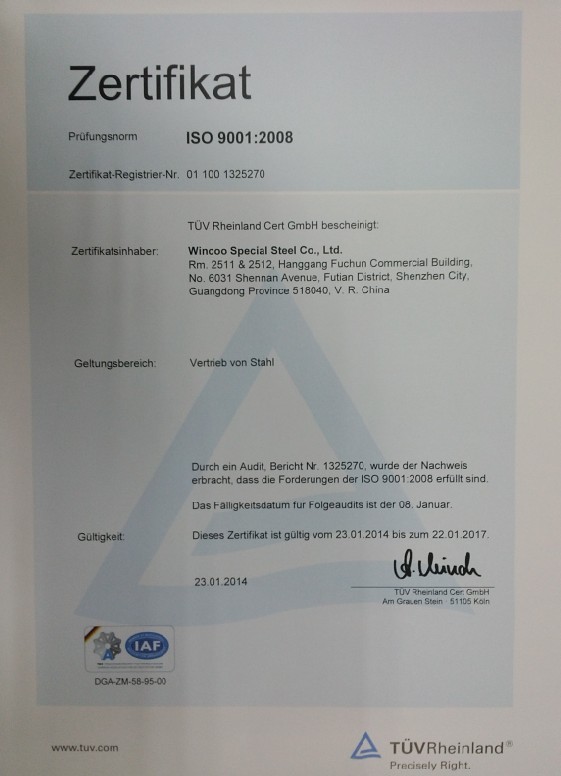 Zertifikat
Prüfungsnorm ISO 9001:2008
Zertifikat-Registrier-Nr. 01 100 1325270
TÜV Rheinland Cert GmbH bescheinigt:
Zertifikatsinhaber: Wincoo Special Steel Co., Ltd.
Rm. 2511 & 2512, Hanggang Fuchun Commercial Building,
No. 6031 Shennan Avenue, Futian District, Shenzhen City,
Guangdong Province 518040, V. R. China
Geltungsbereich: Vertrieb von Stahl
Durch ein Audit, Bericht Nr. 1325270, wurde der Nachweis
erbracht, dass die Forderungen der ISO 9001:2008 erfüllt sind.
Das Fälligkeitsdatum für Folgeaudits ist der 08. Januar.
Gültigkeit: Dieses Zertifikat ist gültig vom 23.01.2014 bis zum 22.01.2017.
23.01.2014
TÜV Rheinland Cert GmbH
Am Grauen Stein · 51105 Köln
IAF
DGA-ZM-58-95-00
www.tuv.com
TÜVRheinland®
Precisely Right.